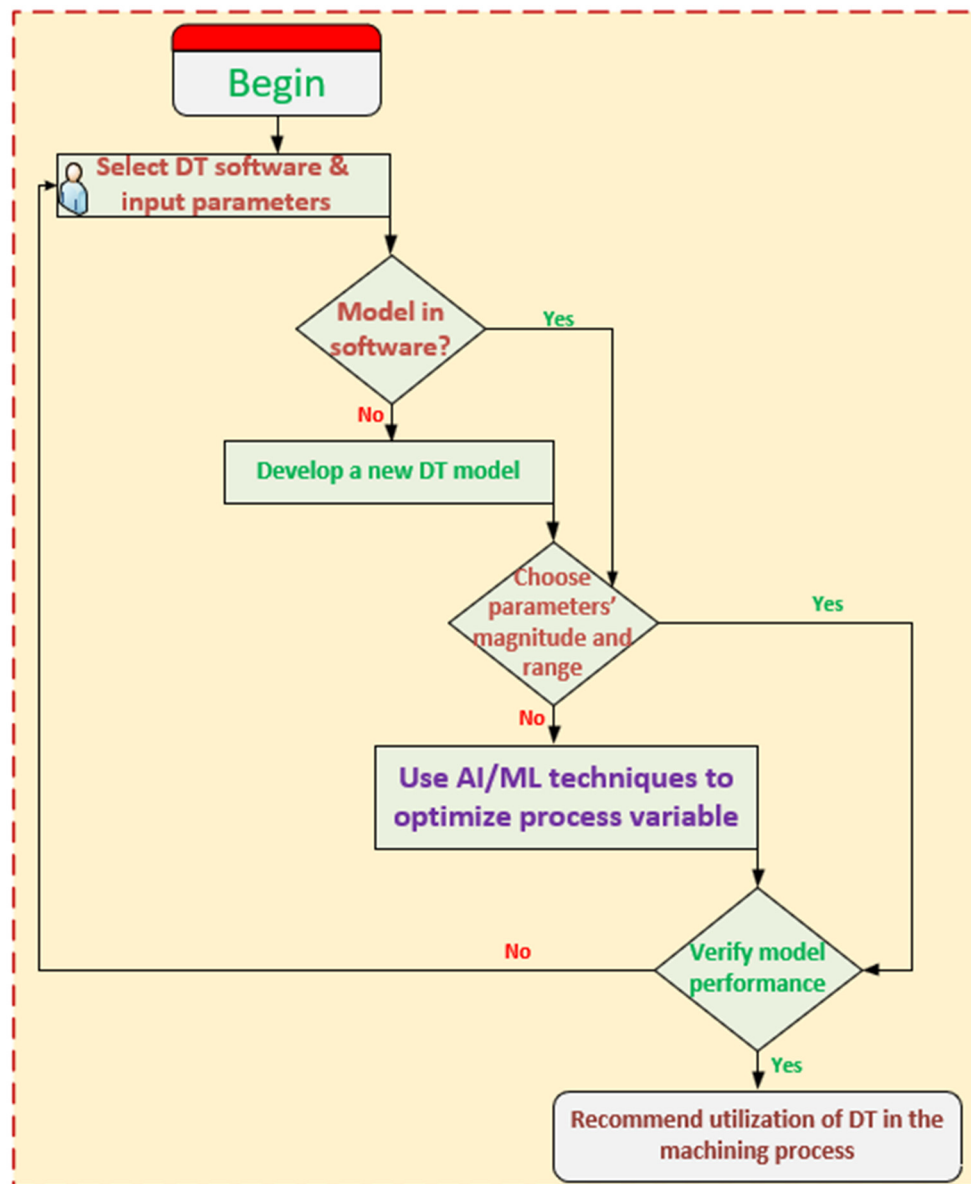 Begin
Select DT software &
input parameters
Model in
software?
Yes
No
Develop a new DT model
Choose
parameters’
magnitude and
range
Yes
No
Use AI/ML techniques to
optimize process variable
Verify model
performance
No
Yes
Recommend utilization of DT in the
machining process